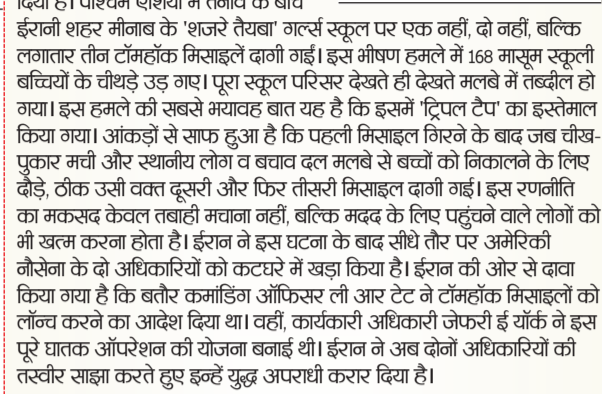 दिया है। पश्चिम एशिया में तनाव के बीच
ईरानी शहर मीनाब के 'शजरे तैयबा' गर्ल्स स्कूल पर एक नहीं, दो नहीं, बल्कि
लगातार तीन टॉमहॉक मिसाइलें दागी गईं। इस भीषण हमले में 168 मासूम स्कूली
बच्चियों के चीथड़े उड़ गए। पूरा स्कूल परिसर देखते ही देखते मलबे में तब्दील हो
गया। इस हमले की सबसे भयावह बात यह है कि इसमें 'ट्रिपल टैप' का इस्तेमाल
किया गया। आंकड़ों से साफ हुआ है कि पहली मिसाइल गिरने के बाद जब चीख-
पुकार मची और स्थानीय लोग व बचाव दल मलबे से बच्चों को निकालने के लिए
दौड़े, ठीक उसी वक्त दूसरी और फिर तीसरी मिसाइल दागी गई। इस रणनीति
का मकसद केवल तबाही मचाना नहीं, बल्कि मदद के लिए पहुंचने वाले लोगों को
भी खत्म करना होता है। ईरान ने इस घटना के बाद सीधे तौर पर अमेरिकी
नौसेना के दो अधिकारियों को कटघरे में खड़ा किया है। ईरान की ओर से दावा
किया गया है कि बतौर कमांडिंग ऑफिसर ली आर टेट ने टॉमहॉक मिसाइलों को
लॉन्च करने का आदेश दिया था। वहीं, कार्यकारी अधिकारी जेफरी ई यॉर्क ने इस
पूरे घातक ऑपरेशन की योजना बनाई थी। ईरान ने अब दोनों अधिकारियों की
तस्वीर साझा करते हुए इन्हें युद्ध अपराधी करार दिया है।